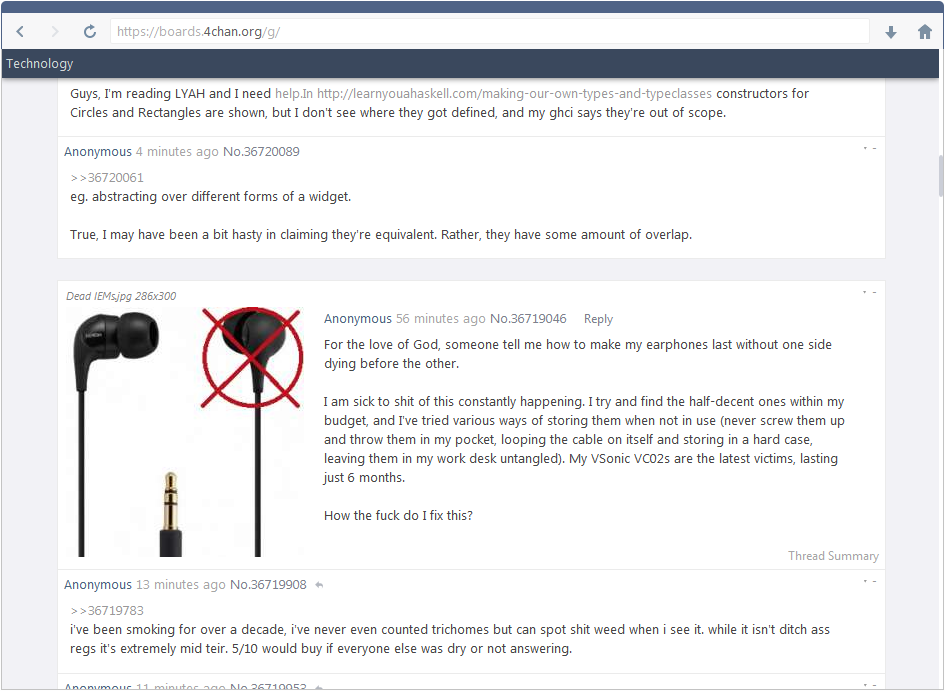 https://boards.4chan.org/g/
Technology
Guys, I'm reading LYAH and I need help.In http://learnyouahaskell.com/making-our-own-types-and-typeclasses constructors for
Circles and Rectangles are shown, but I don't see where they got defined, and my ghci says they're out of scope.
Anonymous 4 minutes ago No.36720089
>>36720061
eg. abstracting over different forms of a widget.
True, I may have been a bit hasty in claiming they're equivalent. Rather, they have some amount of overlap.
Dead IEMs.jpg 286x300
Anonymous 56 minutes ago No.36719046 Reply
For the love of God, someone tell me how to make my earphones last without one side
dying before the other.
I am sick to shit of this constantly happening. I try and find the half-decent ones within my
budget, and I've tried various ways of storing them when not in use (never screw them up
and throw them in my pocket, looping the cable on itself and storing in a hard case,
leaving them in my work desk untangled). My VSonic VC02s are the latest victims, lasting
just 6 months.
How the fuck do I fix this?
Thread Summary
Anonymous 13 minutes ago No.36719908
>>36719783
i've been smoking for over a decade, i've never even counted trichomes but can spot shit weed when i see it. while it isn't ditch ass
regs it's extremely mid teir. 5/10 would buy if everyone else was dry or not answering.
Anonymous 11 minutes ago No.36719953